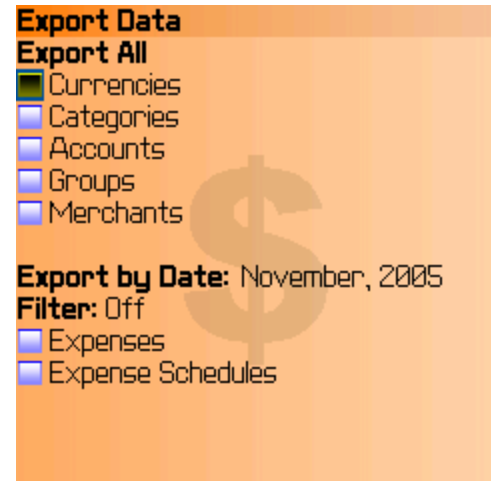 Export Data
Export All
Currencies
Categories
Accounts
Groups
Merchants
Export by Date: November, 2005
Filter: Off
Expenses
Expense Schedules